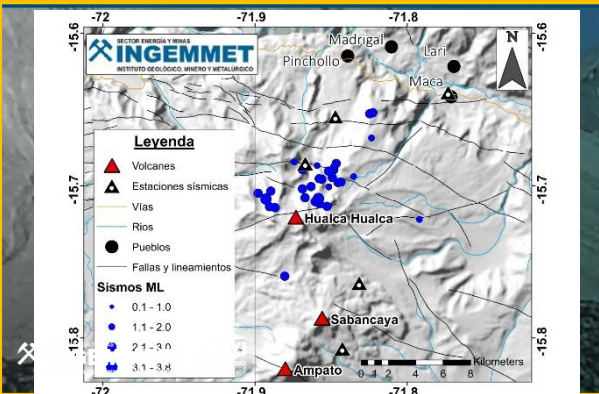 -72
-71.9
-71.8
-15.6
-15.6
SECTOR ENERGÍA Y MINAS
INGEMMET
INSTITUTO GEOLÓGICO, MINERO Y METALÚRGICO
Madrigal
Pinchollo
Lari
Maca
N
Leyenda
Volcanes
Estaciones sísmicas
Vías
Rios
Pueblos
Fallas y lineamientos
Sismos ML
0.1 - 1.0
1.1 - 2.0
2.1 - 3.0
3.1 - 3.8
-15.7
-15.7
Hualca Hualca
Sabancaya
Ampato
-15.8
-15.8
Kilometers
0 1 2 4 6 8
-72
-71.9
-71.8